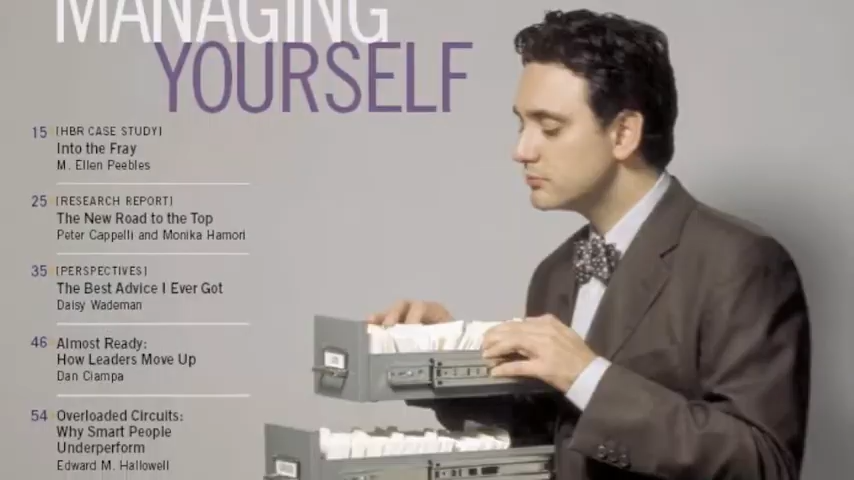 MANAGING
YOURSELF
15 [HBR CASE STUDY]
Into the Fray
M. Ellen Peebles
25 [RESEARCH REPORT]
The New Road to the Top
Peter Cappelli and Monika Hamori
35 [PERSPECTIVES]
The Best Advice I Ever Got
Daisy Wademan
46 Almost Ready:
How Leaders Move Up
Dan Ciampa
54 Overloaded Circuits:
Why Smart People
Underperform
Edward M. Hallowell